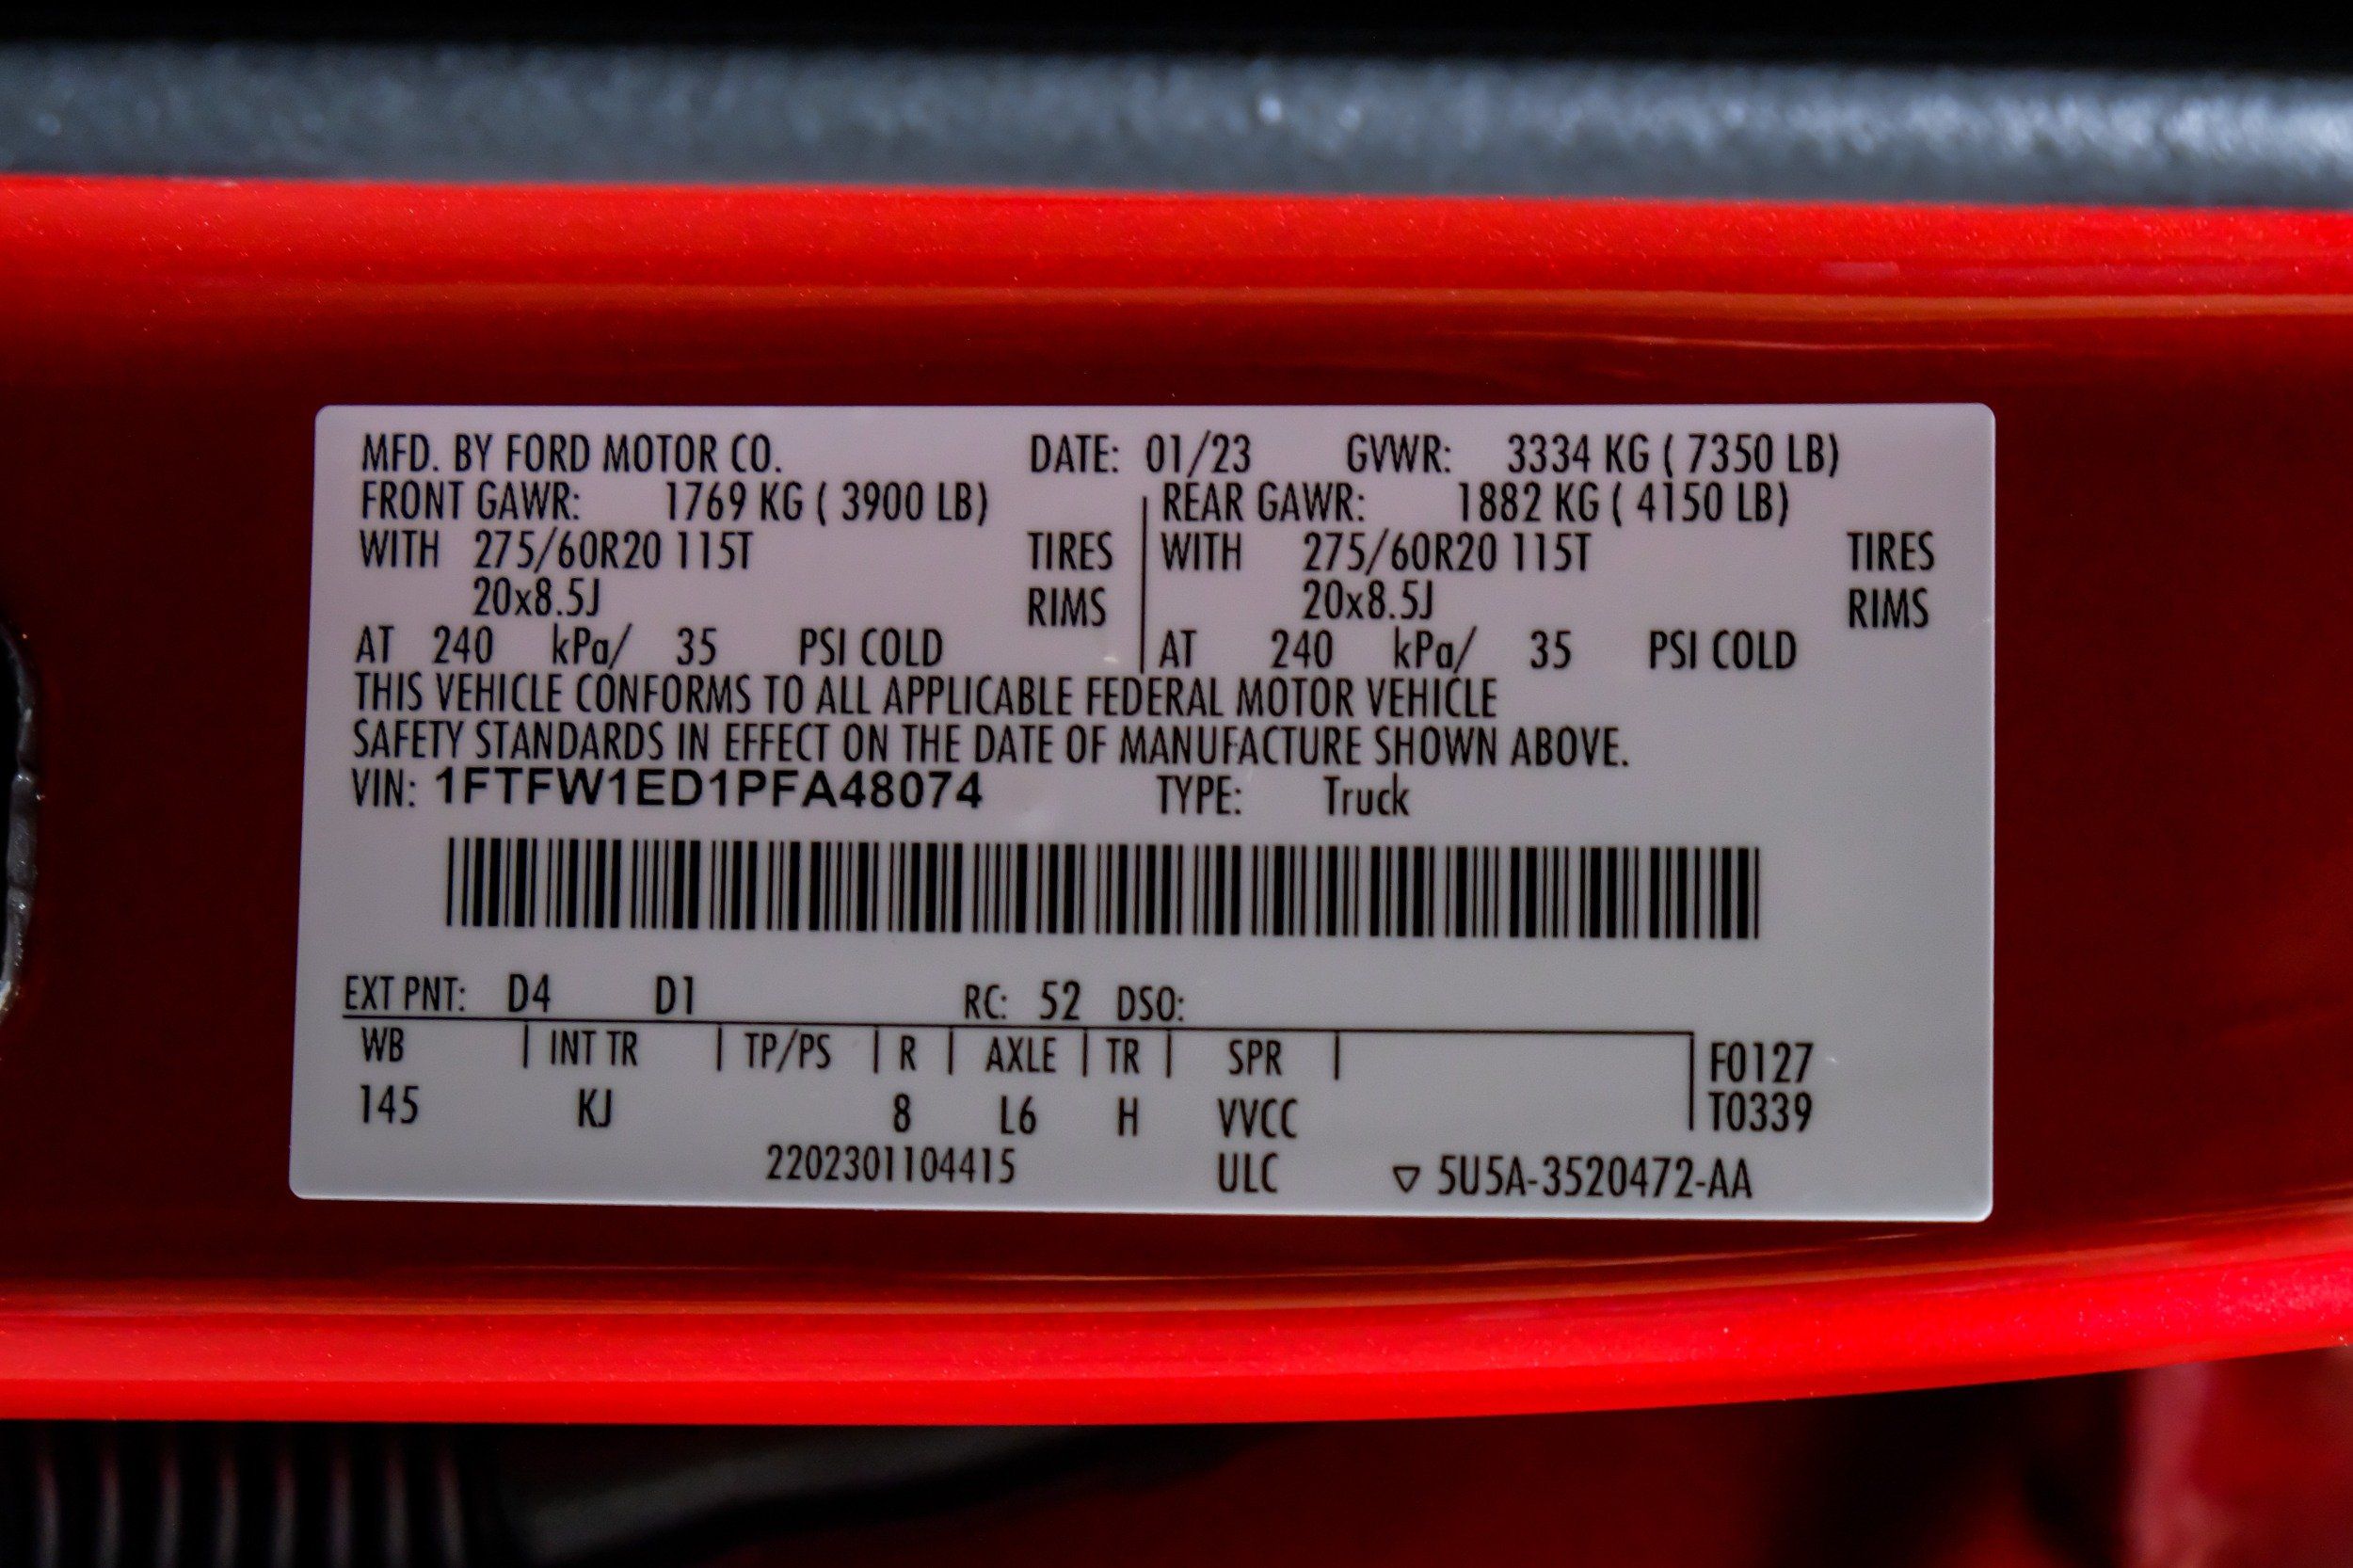 MFD. BY FORD MOTOR CO. DATE: 01/23 GVWR: 3334 KG ( 7350 LB)
FRONT GAWR: 1769 KG ( 3900 LB) REAR GAWR: 1882 KG ( 4150 LB)
WITH 275/60R20 115T TIRES WITH 275/60R20 115T TIRES
20x8.5J RIMS 20x8.5J RIMS
AT 240 kPa/ 35 PSI COLD AT 240 kPa/ 35 PSI COLD
THIS VEHICLE CONFORMS TO ALL APPLICABLE FEDERAL MOTOR VEHICLE
SAFETY STANDARDS IN EFFECT ON THE DATE OF MANUFACTURE SHOWN ABOVE.
VIN: 1FTFW1ED1PFA48074 TYPE: Truck
EXT PNT: D4 D1 RC: 52 DSO:
WB INT TR TP/PS R AXLE TR SPR F0127
145 KJ 8 L6 H VVCC T0339
2202301104415 ULC ▽ 5U5A-3520472-AA